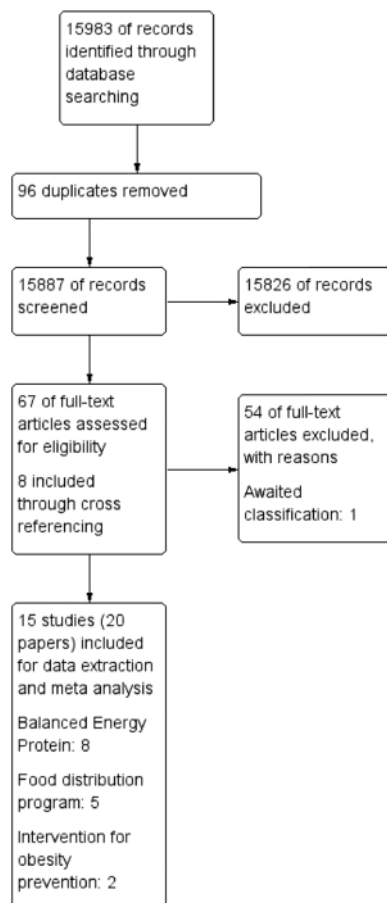 15983 of records
identified through
database
searching
96 duplicates removed
15887 of records
screened
15826 of records
excluded
67 of full-text
articles assessed
for eligibility
8 included
through cross
referencing
54 of full-text
articles excluded,
with reasons
Awaited
classification: 1
15 studies (20
papers) included
for data extraction
and meta analysis
Balanced Energy
Protein: 8
Food distribution
program: 5
Intervention for
obesity
prevention: 2